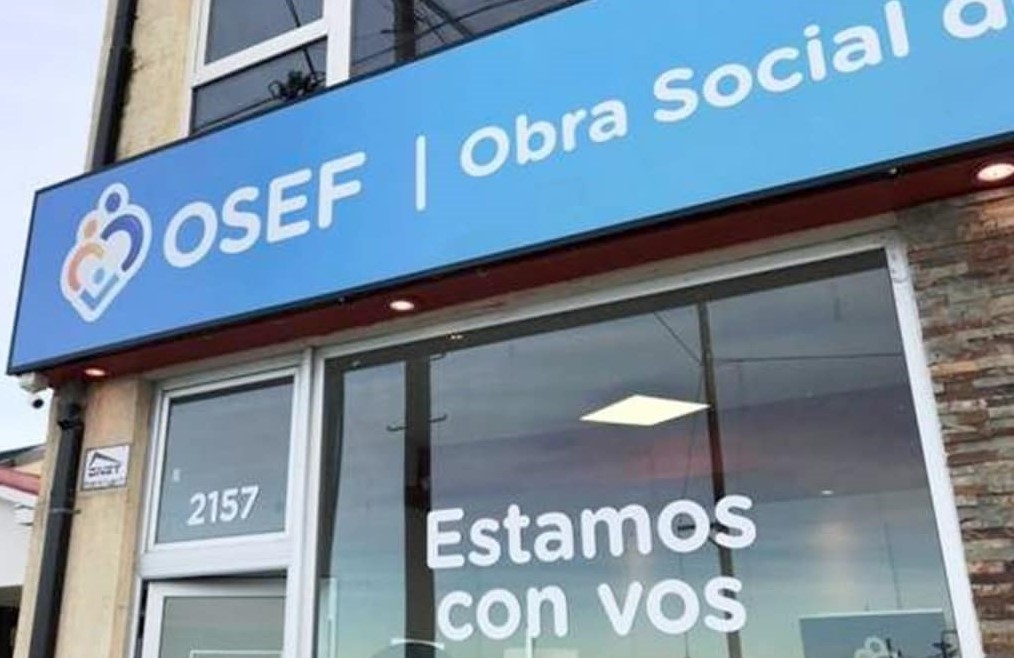 OSEF | Obra Social
2157
Estamos
con vos